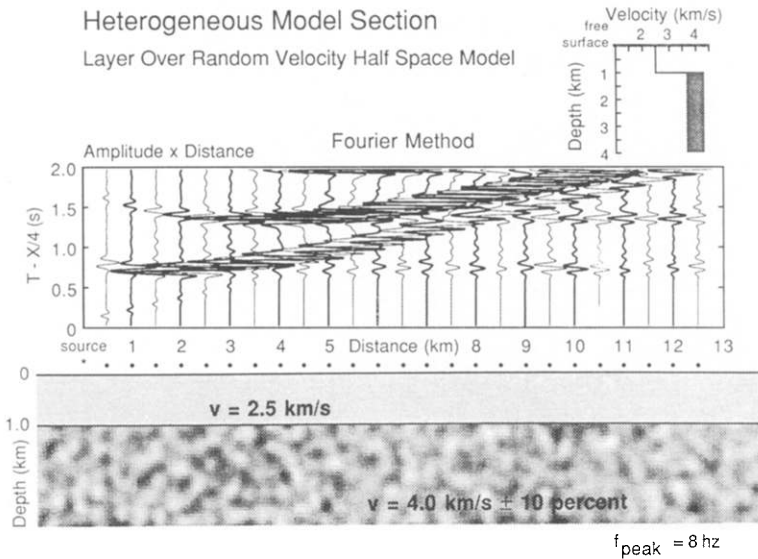 Heterogeneous Model Section
Layer Over Random Velocity Half Space Model
Velocity (km/s)
free surface
2 3 4
Depth (km)
1
2
3
4
Fourier Method
Amplitude x Distance
T - X/4 (s)
2.0
1.5
1.0
0.5
0
source 1 2 3 4 5 Distance (km) 8 9 10 11 12 13
0
v = 2.5 km/s
1.0
Depth (km)
v = 4.0 km/s ± 10 percent
fpeak = 8 hz